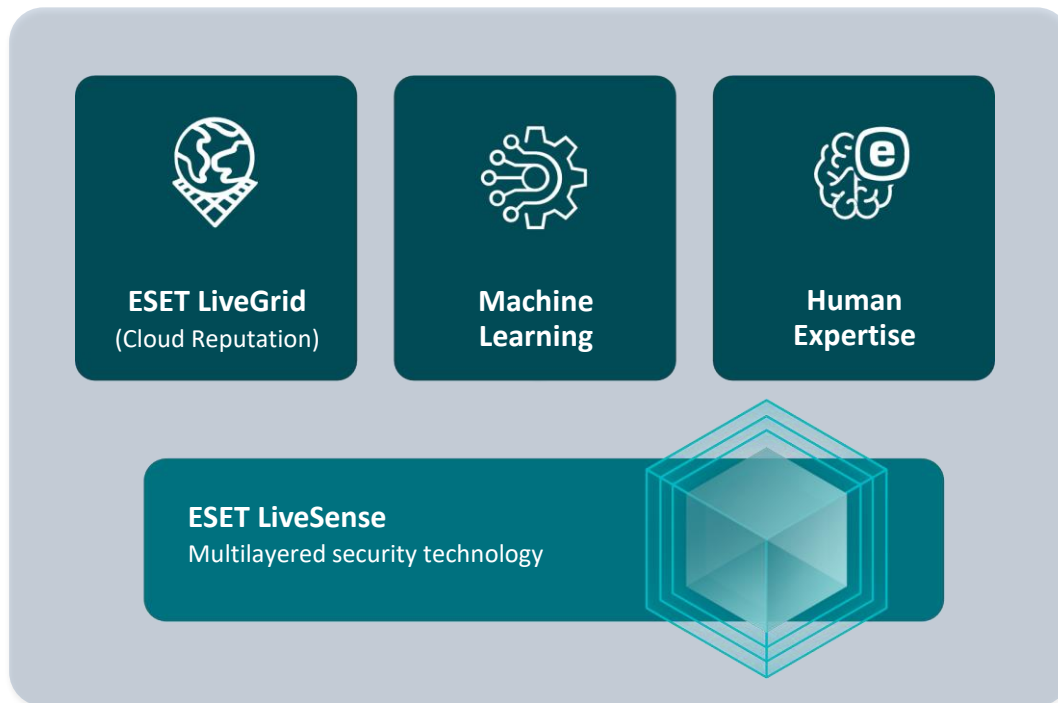 e
ESET LiveGrid
(Cloud Reputation)
Machine
Learning
Human
Expertise
ESET LiveSense
Multilayered security technology